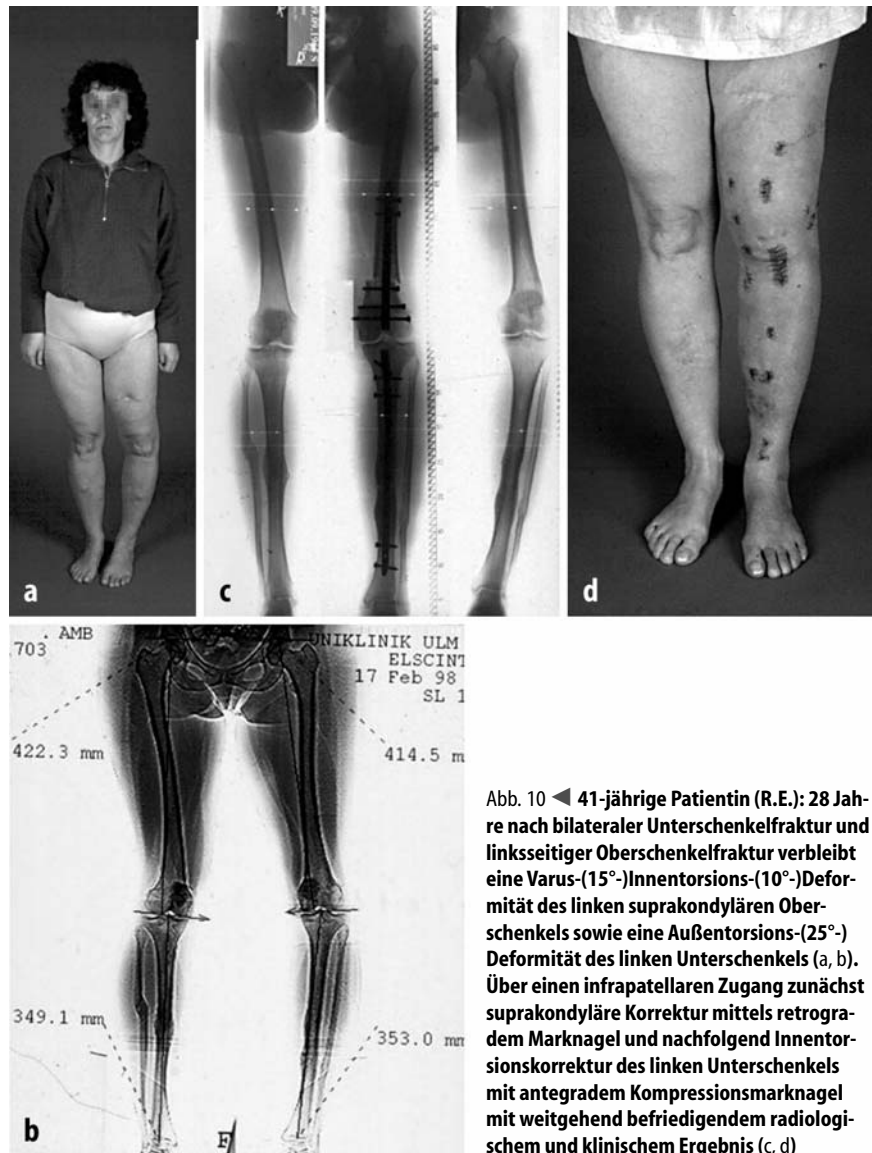 a
c
d
. AMB
703
UNIKLINIK ULM
ELSCINT
17 Feb 98
SL 1
422.3 mm
414.5 m
349.1 mm
353.0 mm
F
b
Abb. 10 ◀ 41-jährige Patientin (R.E.): 28 Jah-
re nach bilateraler Unterschenkelfraktur und
linksseitiger Oberschenkelfraktur verbleibt
eine Varus-(15°-)Innentorsions-(10°-)Defor-
mität des linken suprakondylären Ober-
schenkels sowie eine Außentorsions-(25°-)
Deformität des linken Unterschenkels (a, b).
Über einen infrapatellaren Zugang zunächst
suprakondyläre Korrektur mittels retrogra-
dem Marknagel und nachfolgend Innentor-
sionskorrektur des linken Unterschenkels
mit antegradem Kompressionsmarknagel
mit weitgehend befriedigendem radiologi-
schem und klinischem Ergebnis (c, d)